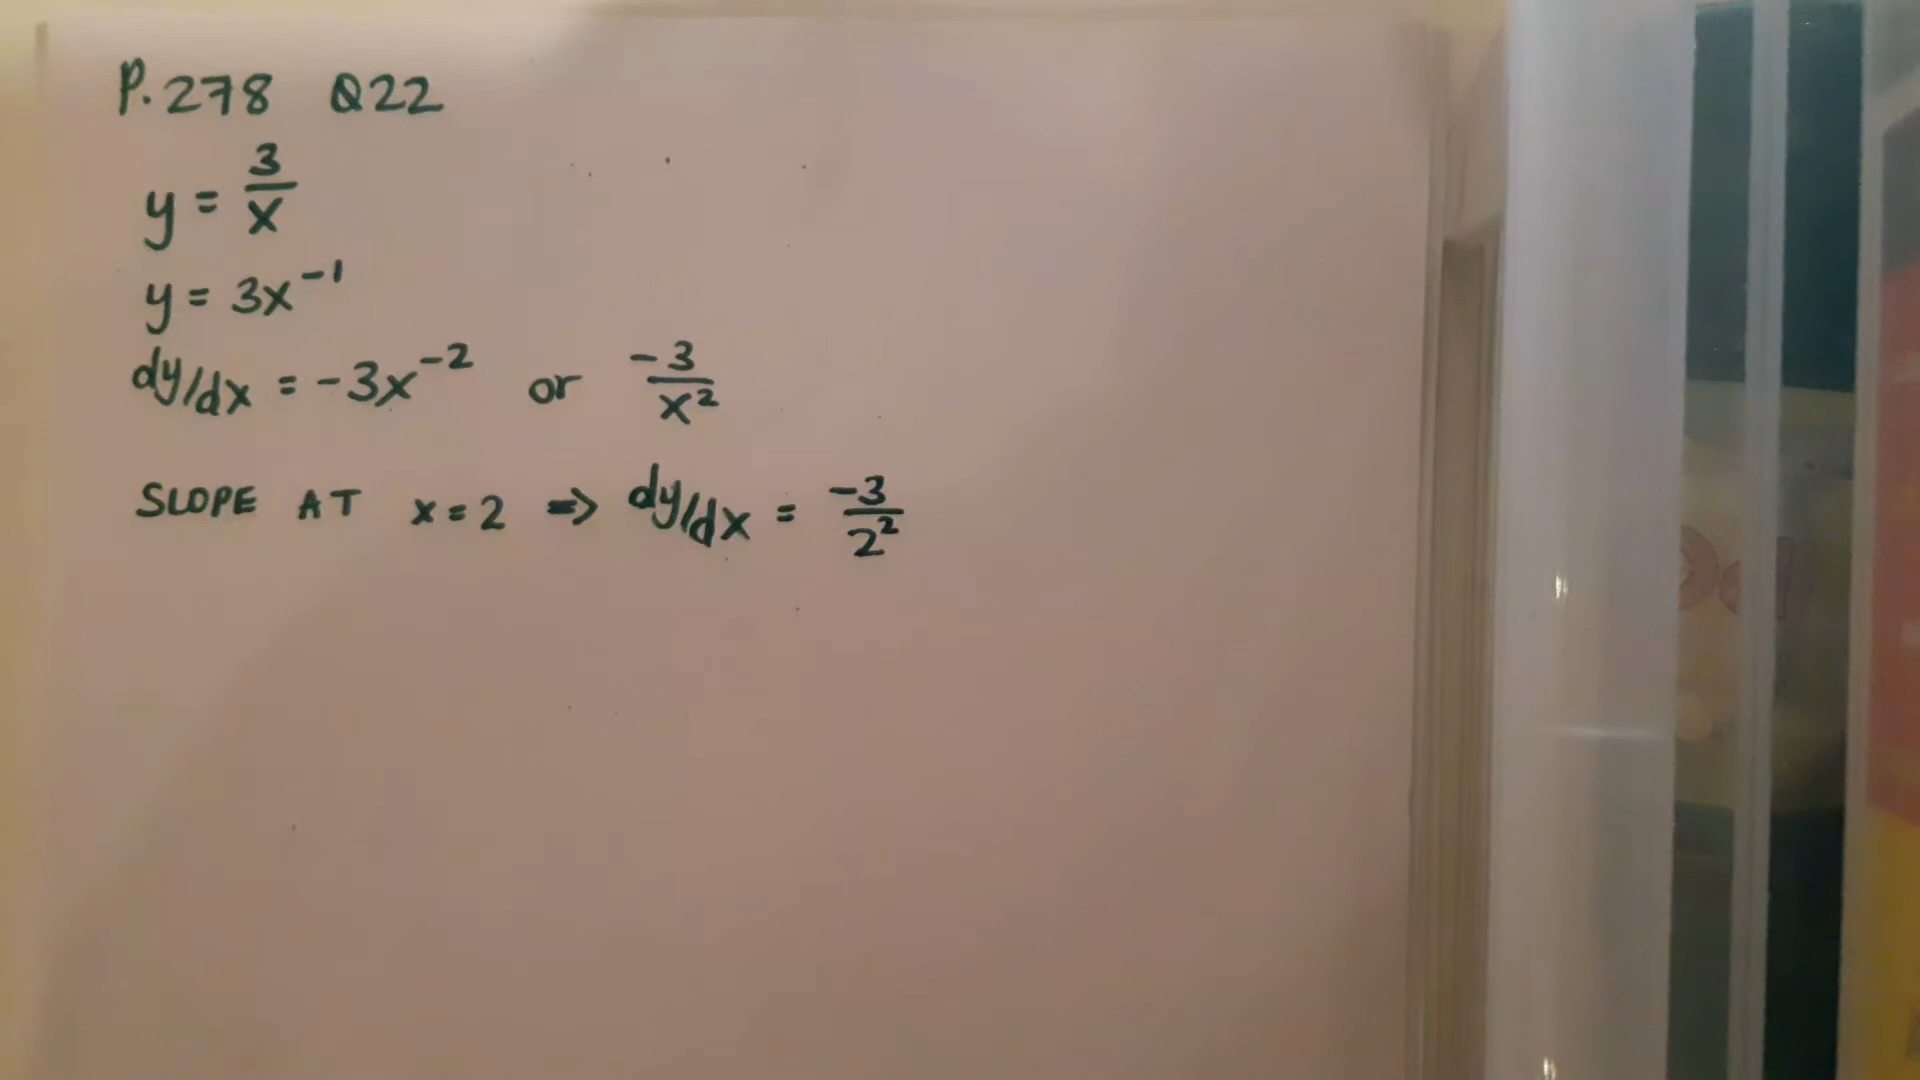 P.278 Q22
y = 3/x
y = 3x⁻¹
dy/dx = -3x⁻² or -3/x²
SLOPE AT x=2 => dy/dx = -3/2²